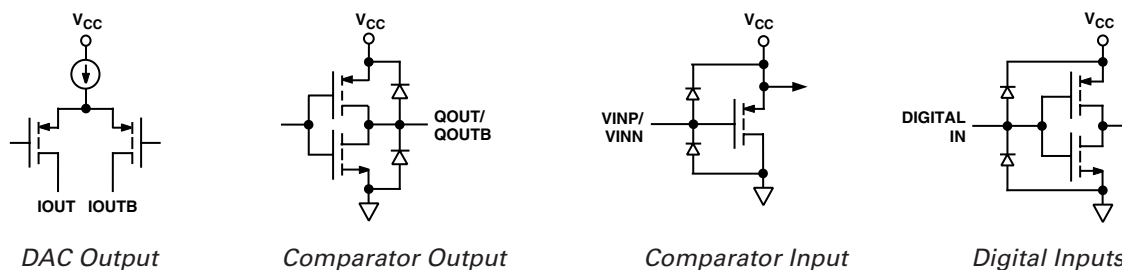 VCC
IOUT IOUTB
DAC Output
VCC
QOUT/
QOUTB
Comparator Output
VCC
VINP/
VINN
Comparator Input
VCC
DIGITAL
IN
Digital Inputs